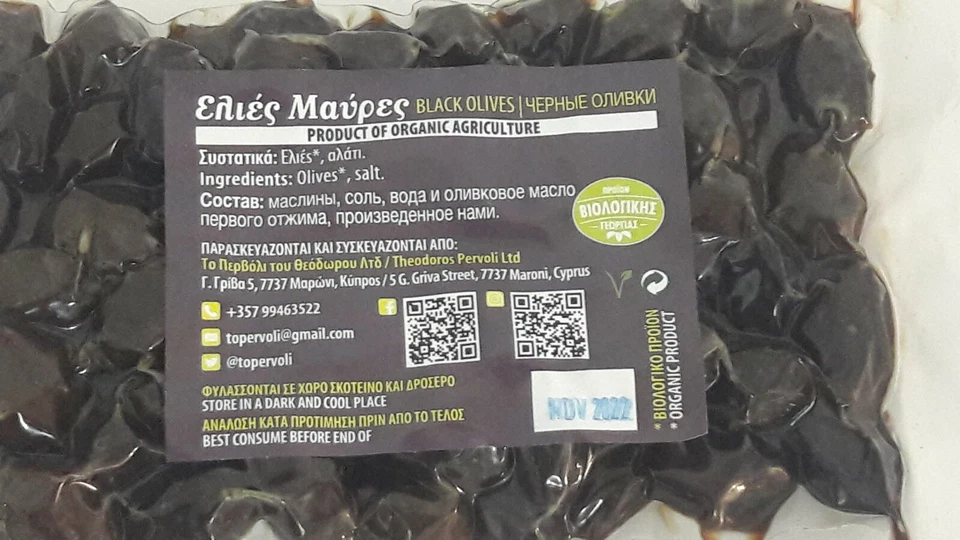 Ελιές Μαύρες BLACK OLIVES | ЧЕРНЫЕ ОЛИВКИ
PRODUCT OF ORGANIC AGRICULTURE
Συστατικά: Ελιές*, αλάτι.
Ingredients: Olives*, salt.
Состав: маслины, соль, вода и оливковое масло
первого отжима, произведенное нами.
ΠΡΟΪΟΝ
ΒΙΟΛΟΓΙΚΗΣ
ΓΕΩΡΓΙΑΣ
ΠΑΡΑΣΚΕΥΑΖΟΝΤΑΙ ΚΑΙ ΣΥΣΚΕΥΑΖΟΝΤΑΙ ΑΠΟ:
Το Περβόλι του Θεόδωρου Λτδ / Theodoros Pervoli Ltd
Γ. Γρίβα 5, 7737 Μαρώνι, Κύπρος / 5 G. Griva Street, 7737 Maroni, Cyprus
+357 99463522
topervoli@gmail.com
@topervoli
ΦΥΛΑΣΣΟΝΤΑΙ ΣΕ ΧΩΡΟ ΣΚΟΤΕΙΝΟ ΚΑΙ ΔΡΟΣΕΡΟ
STORE IN A DARK AND COOL PLACE
ΑΝΑΛΩΣΗ ΚΑΤΑ ΠΡΟΤΙΜΗΣΗ ΠΡΙΝ ΑΠΟ ΤΟ ΤΕΛΟΣ
BEST CONSUME BEFORE END OF
NOV 2022
* ΒΙΟΛΟΓΙΚΟ ΠΡΟΪΟΝ
* ORGANIC PRODUCT